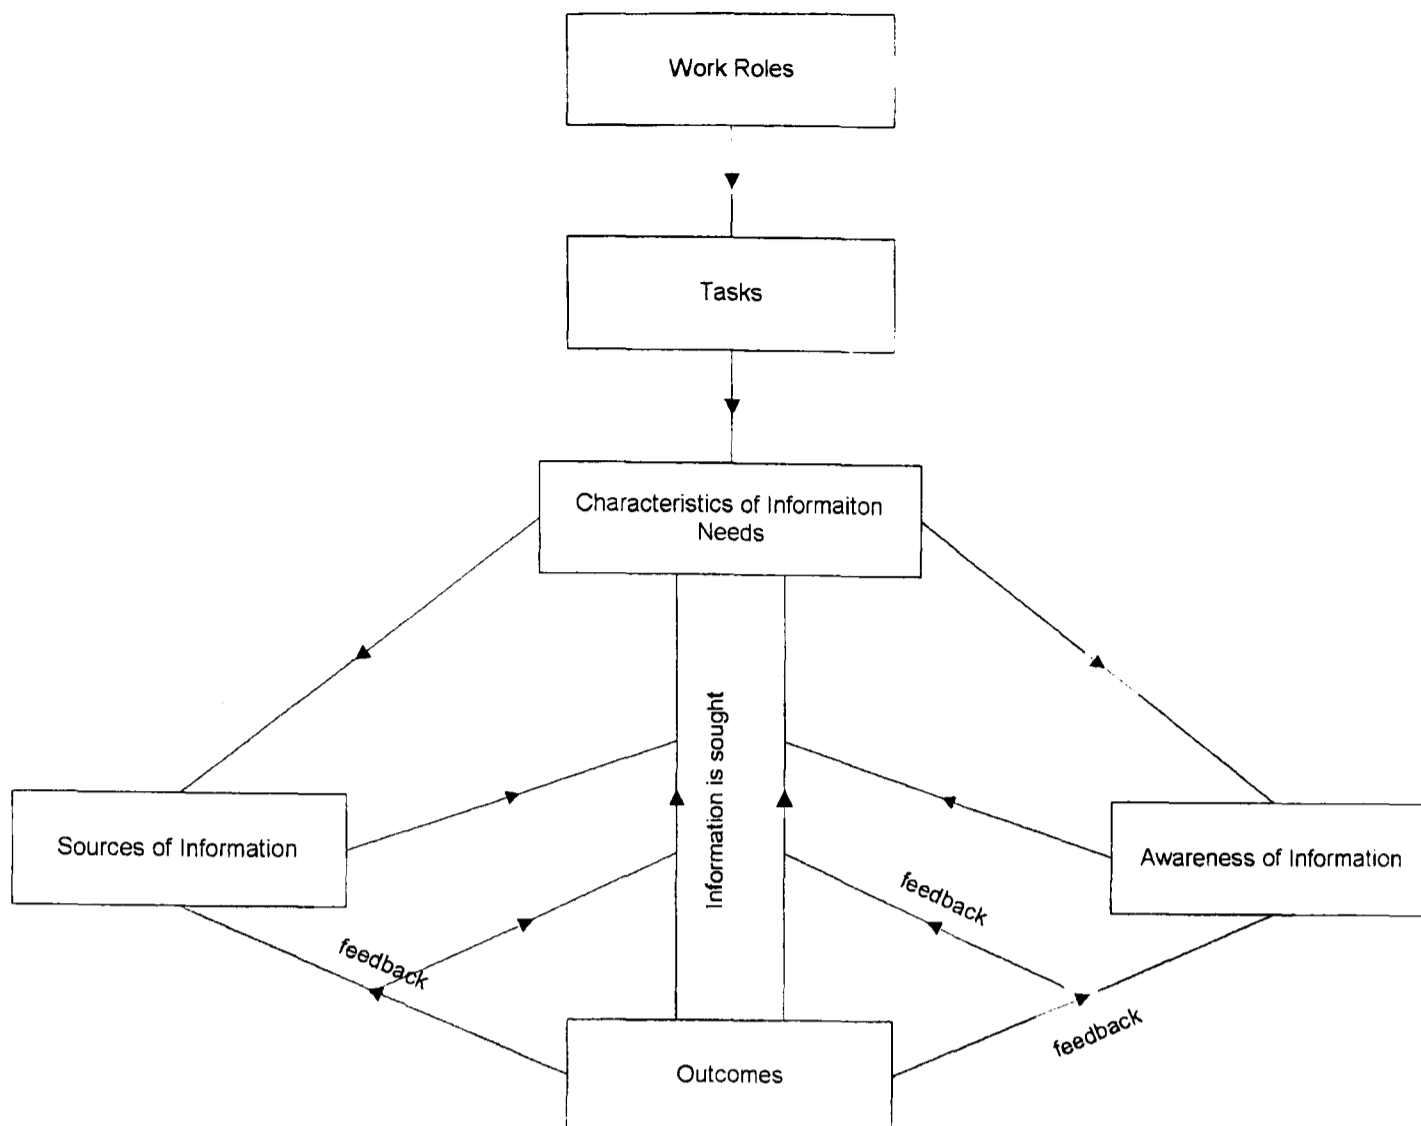 Work Roles
Tasks
Characteristics of Informaiton
Needs
Information is sought
Sources of Information
Awareness of Information
feedback
feedback
feedback
Outcomes